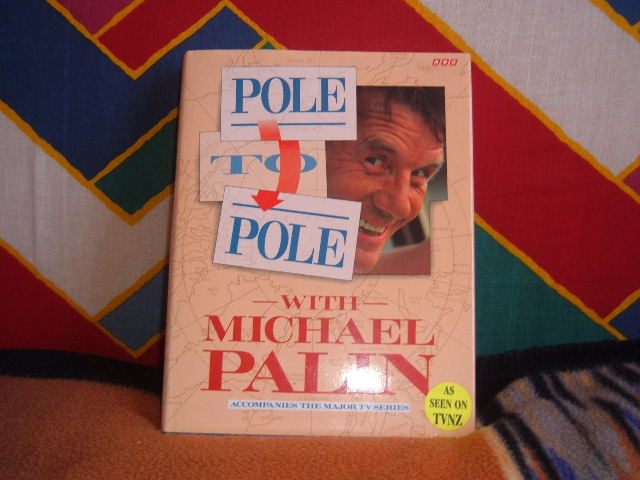 BBC
POLE
TO
POLE
— WITH —
MICHAEL
PALIN
ACCOMPANIES THE MAJOR TV SERIES
AS
SEEN ON
TVNZ